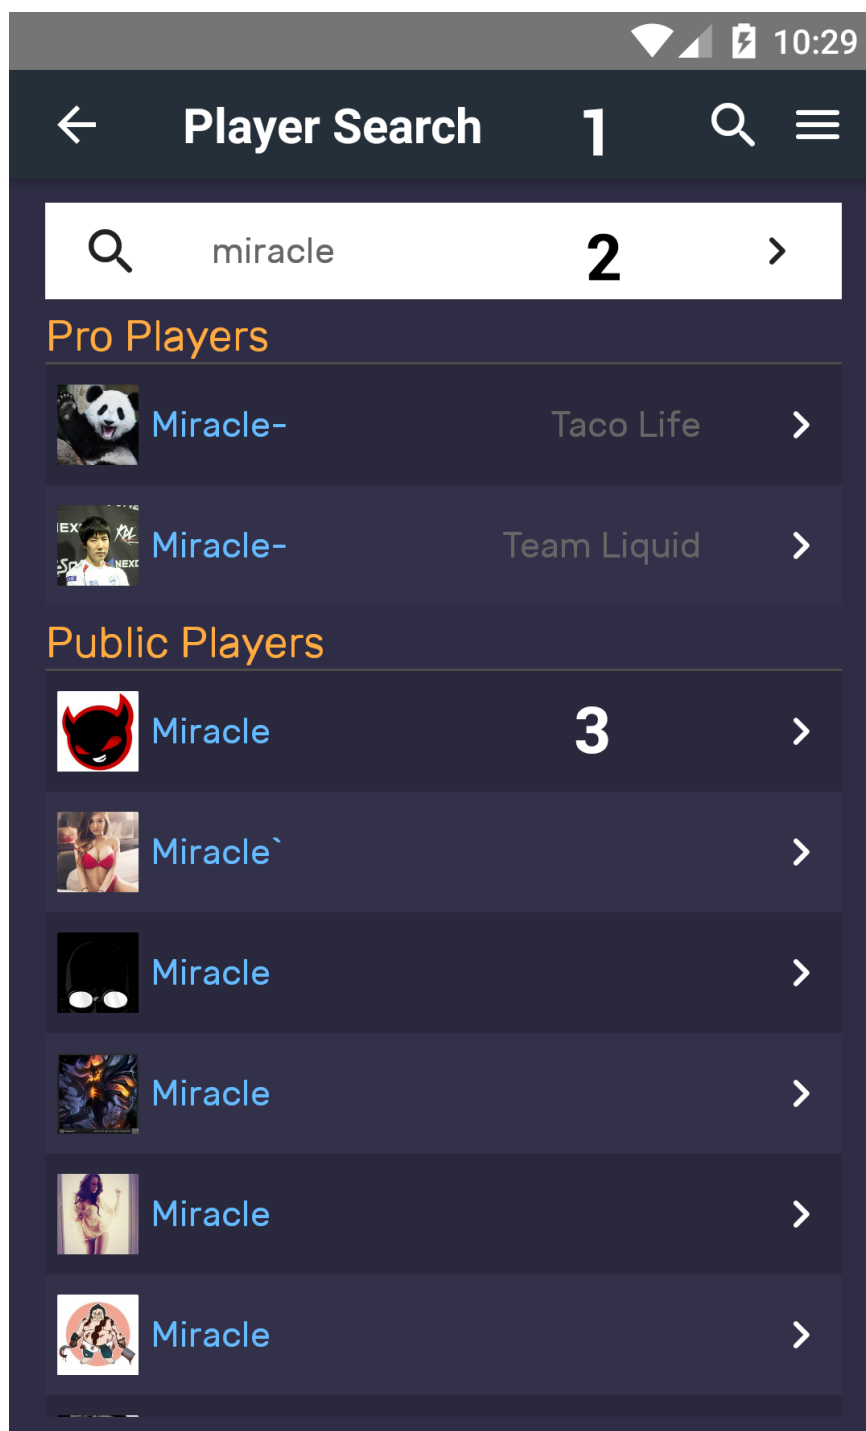 10:29
Player Search 1
miracle 2
Pro Players
Miracle- Taco Life
Miracle- Team Liquid
Public Players
Miracle 3
Miracle`
Miracle
Miracle
Miracle
Miracle